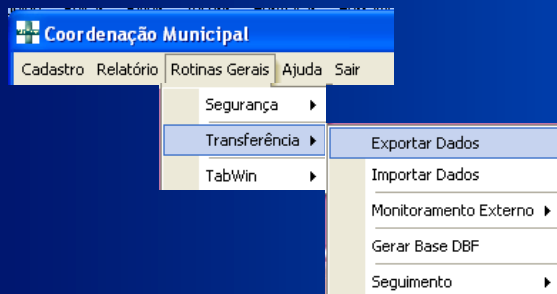 Coordenação Municipal
Cadastro Relatório Rotinas Gerais Ajuda Sair
Segurança
Transferência
TabWin
Exportar Dados
Importar Dados
Monitoramento Externo
Gerar Base DBF
Seguimento